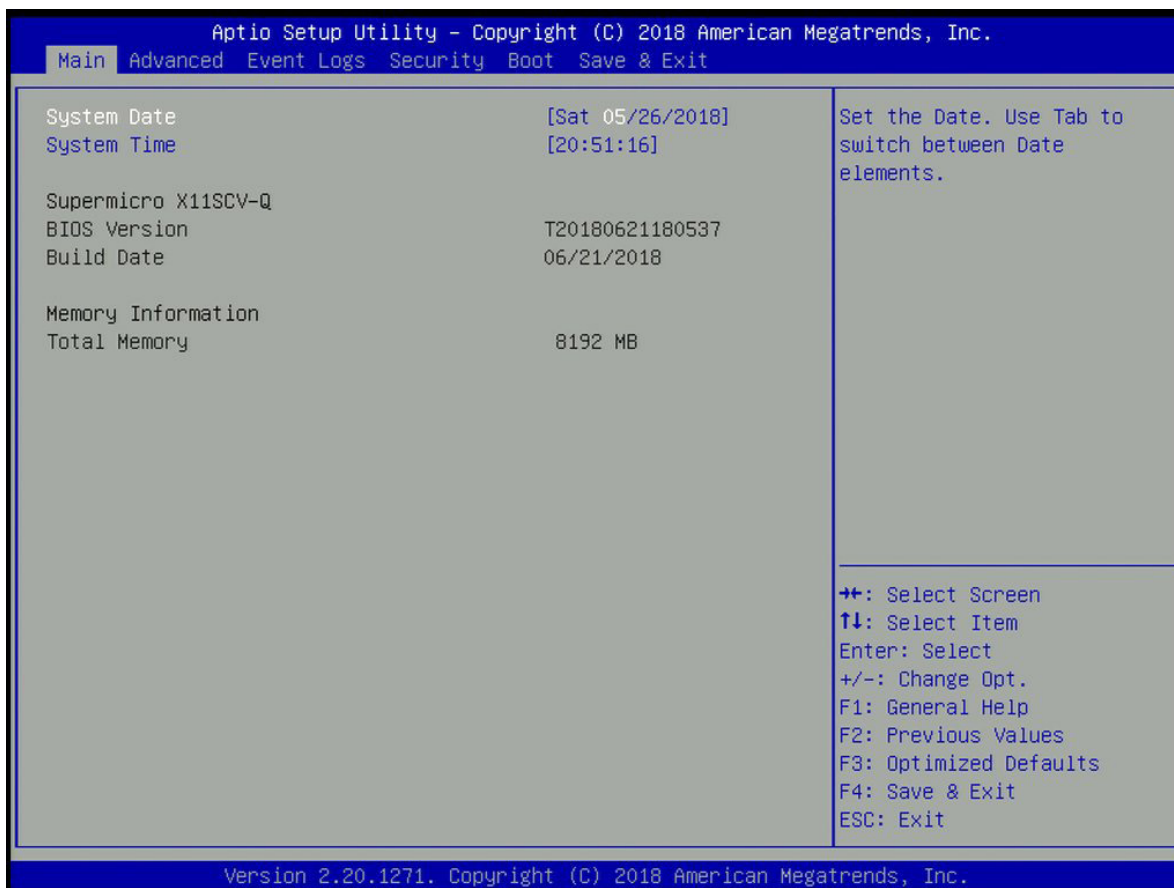 Aptio Setup Utility – Copyright (C) 2018 American Megatrends, Inc.
Main Advanced Event Logs Security Boot Save & Exit
System Date [Sat 05/26/2018]
System Time [20:51:16]
Supermicro X11SCV-Q
BIOS Version T20180621180537
Build Date 06/21/2018
Memory Information
Total Memory 8192 MB
Set the Date. Use Tab to
switch between Date
elements.
→←: Select Screen
↑↓: Select Item
Enter: Select
+/-: Change Opt.
F1: General Help
F2: Previous Values
F3: Optimized Defaults
F4: Save & Exit
ESC: Exit
Version 2.20.1271. Copyright (C) 2018 American Megatrends, Inc.